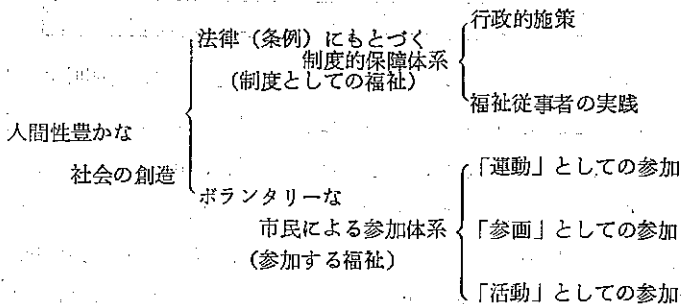 法律（条例）にもとづく
制度的保障体系
（制度としての福祉）
行政的施策
福祉従事者の実践
人間性豊かな
社会の創造
ボランタリーな
市民による参加体系
（参加する福祉）
「運動」としての参加
「参画」としての参加
「活動」としての参加